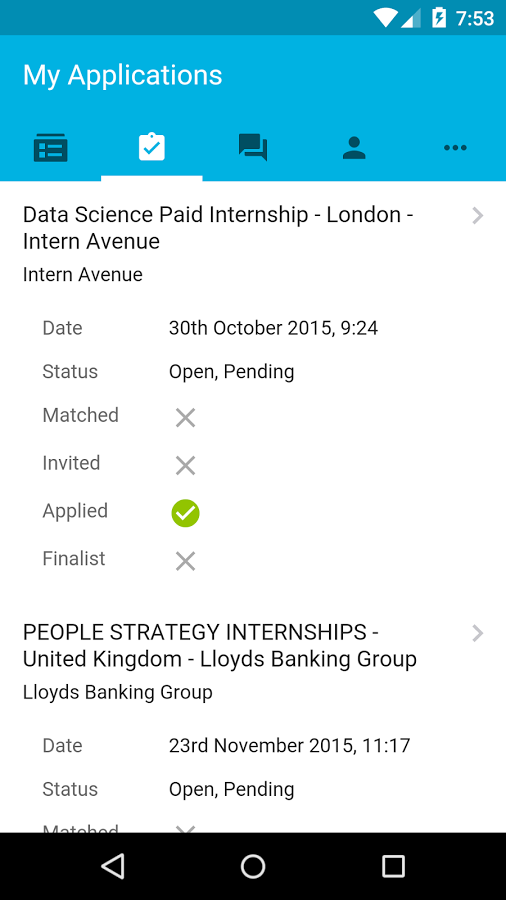 7:53
My Applications
Data Science Paid Internship - London -
Intern Avenue
Intern Avenue
Date 30th October 2015, 9:24
Status Open, Pending
Matched
Invited
Applied
Finalist
PEOPLE STRATEGY INTERNSHIPS -
United Kingdom - Lloyds Banking Group
Lloyds Banking Group
Date 23rd November 2015, 11:17
Status Open, Pending
Matched